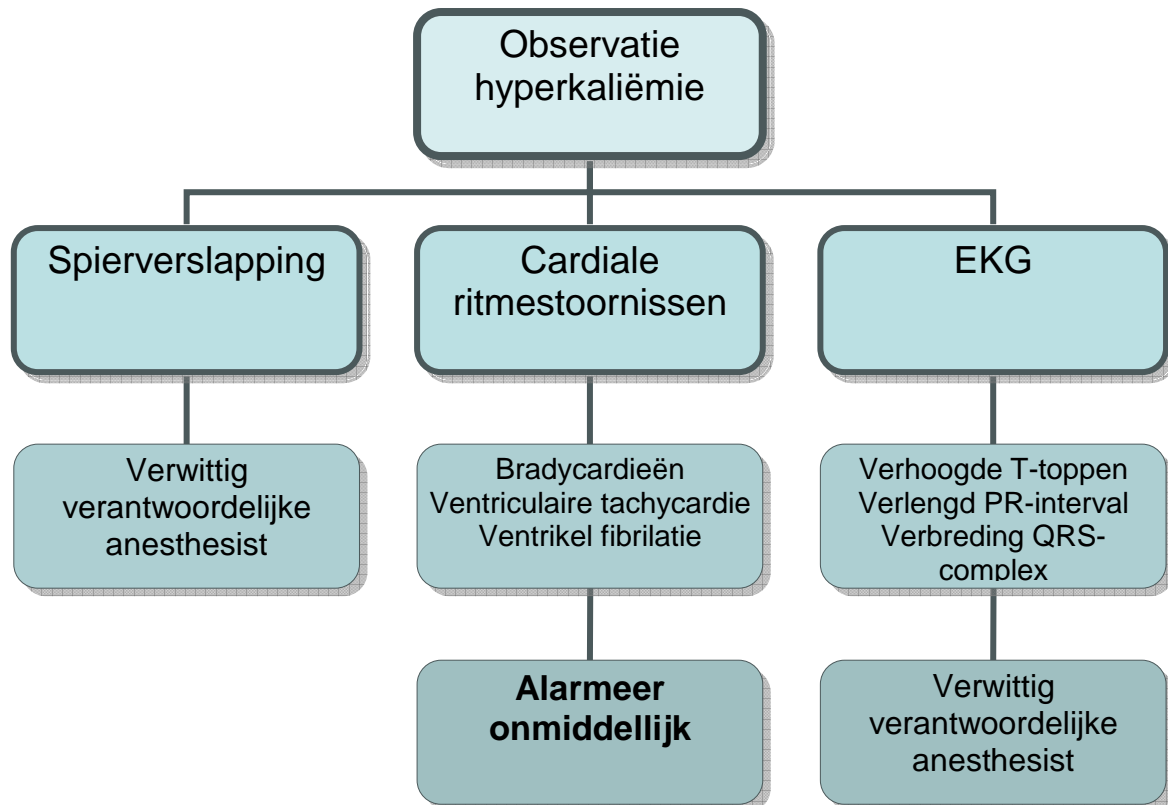 Observatie
hyperkaliëmie
Spierverslapping
Cardiale
ritmestoornissen
EKG
Verwittig
verantwoordelijke
anesthesist
Bradycardieën
Ventriculaire tachycardie
Ventrikel fibrilatie
Verhoogde T-toppen
Verlengd PR-interval
Verbreding QRS-
complex
Alarmeer
onmiddellijk
Verwittig
verantwoordelijke
anesthesist